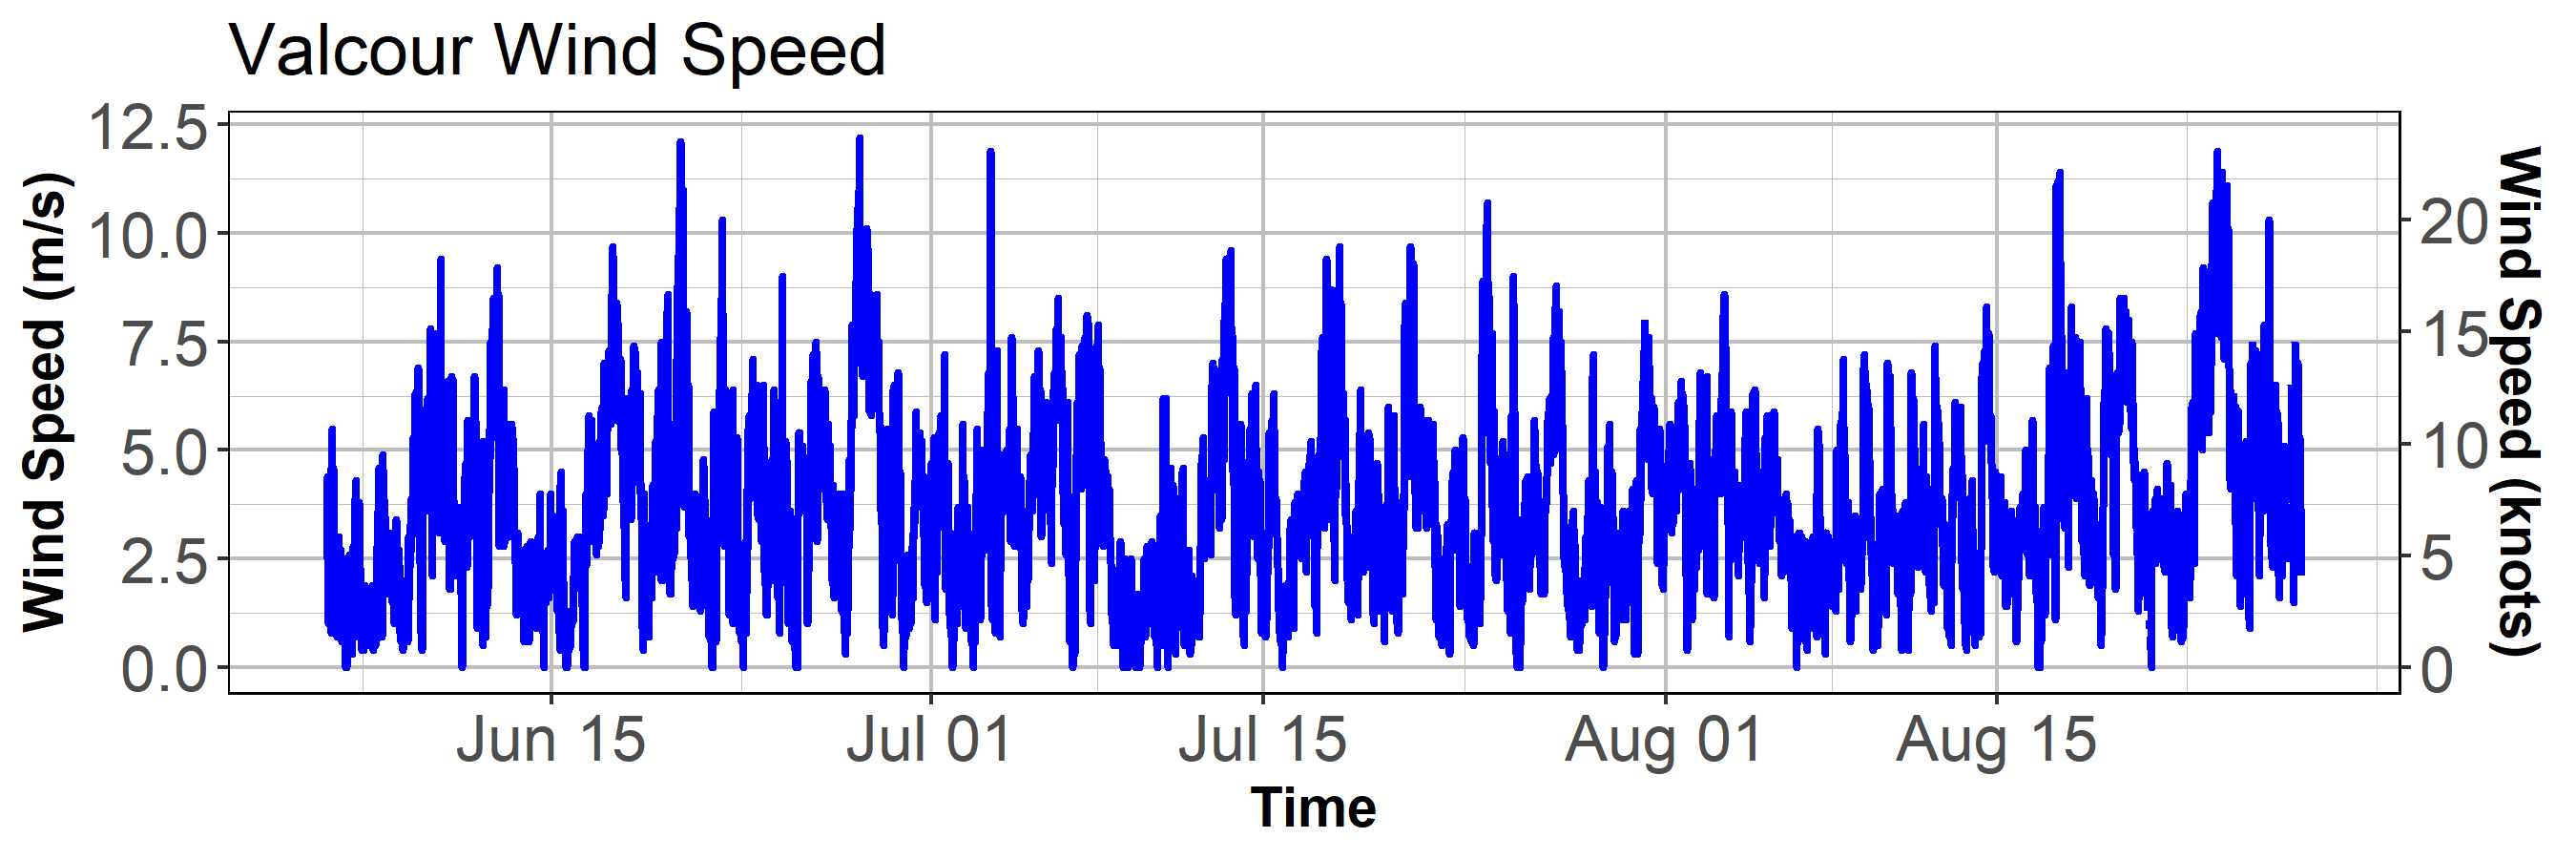 Valcour Wind Speed
Wind Speed (m/s)
12.5
10.0
7.5
5.0
2.5
0.0
20
15
10
5
0
Wind Speed (knots)
Jun 15
Jul 01
Jul 15
Aug 01
Aug 15
Time